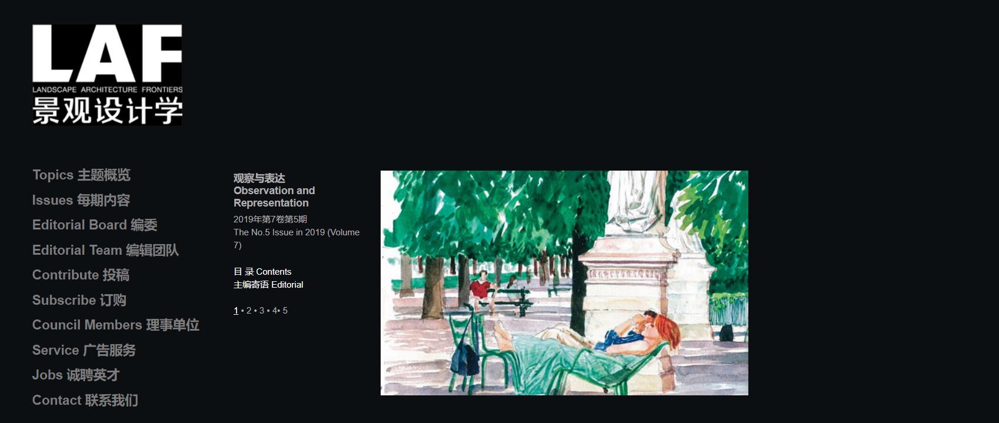 LAF
LANDSCAPE ARCHITECTURE FRONTIERS
景观设计学
Topics 主题概览
Issues 每期内容
Editorial Board 编委
Editorial Team 编辑团队
Contribute 投稿
Subscribe 订购
Council Members 理事单位
Service 广告服务
Jobs 诚聘英才
Contact 联系我们
观察与表达
Observation and
Representation
2019年第7卷第5期
The No.5 Issue in 2019 (Volume
7)
目 录 Contents
主编寄语 Editorial
1 • 2 • 3 • 4• 5